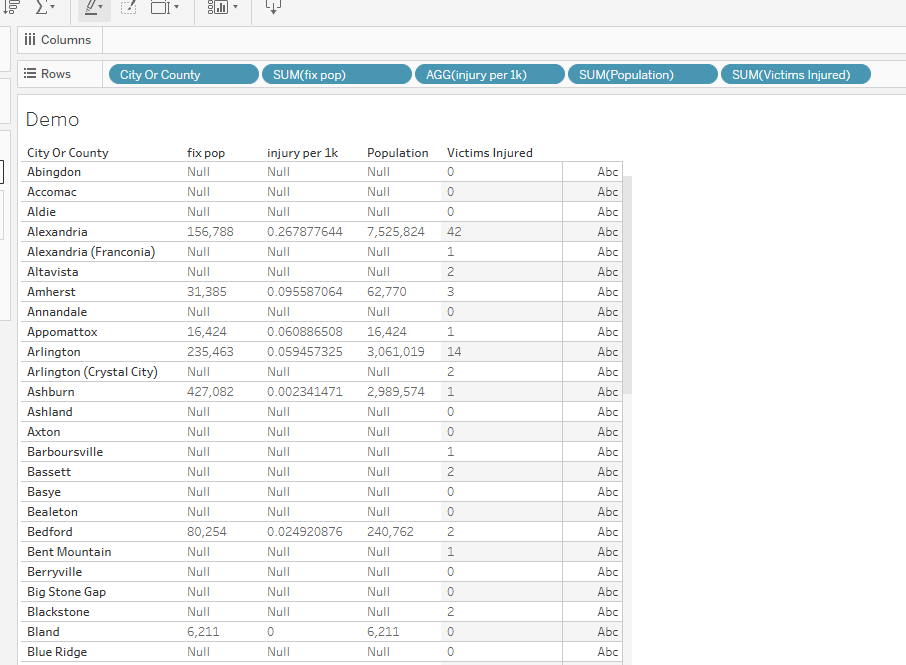 Columns
Rows City Or County SUM(fix pop) AGG(injury per 1k) SUM(Population) SUM(Victims Injured)
Demo
City Or County fix pop injury per 1k Population Victims Injured
Abingdon Null Null Null 0 Abc
Accomac Null Null Null 0 Abc
Aldie Null Null Null 0 Abc
Alexandria 156,788 0.267877644 7,525,824 42 Abc
Alexandria (Franconia) Null Null Null 1 Abc
Altavista Null Null Null 2 Abc
Amherst 31,385 0.095587064 62,770 3 Abc
Annandale Null Null Null 0 Abc
Appomattox 16,424 0.060886508 16,424 1 Abc
Arlington 235,463 0.059457325 3,061,019 14 Abc
Arlington (Crystal City) Null Null Null 2 Abc
Ashburn 427,082 0.002341471 2,989,574 1 Abc
Ashland Null Null Null 0 Abc
Axton Null Null Null 0 Abc
Barboursville Null Null Null 1 Abc
Bassett Null Null Null 2 Abc
Basye Null Null Null 0 Abc
Bealeton Null Null Null 0 Abc
Bedford 80,254 0.024920876 240,762 2 Abc
Bent Mountain Null Null Null 1 Abc
Berryville Null Null Null 0 Abc
Big Stone Gap Null Null Null 0 Abc
Blackstone Null Null Null 2 Abc
Bland 6,211 0 6,211 0 Abc
Blue Ridge Null Null Null 0 Abc